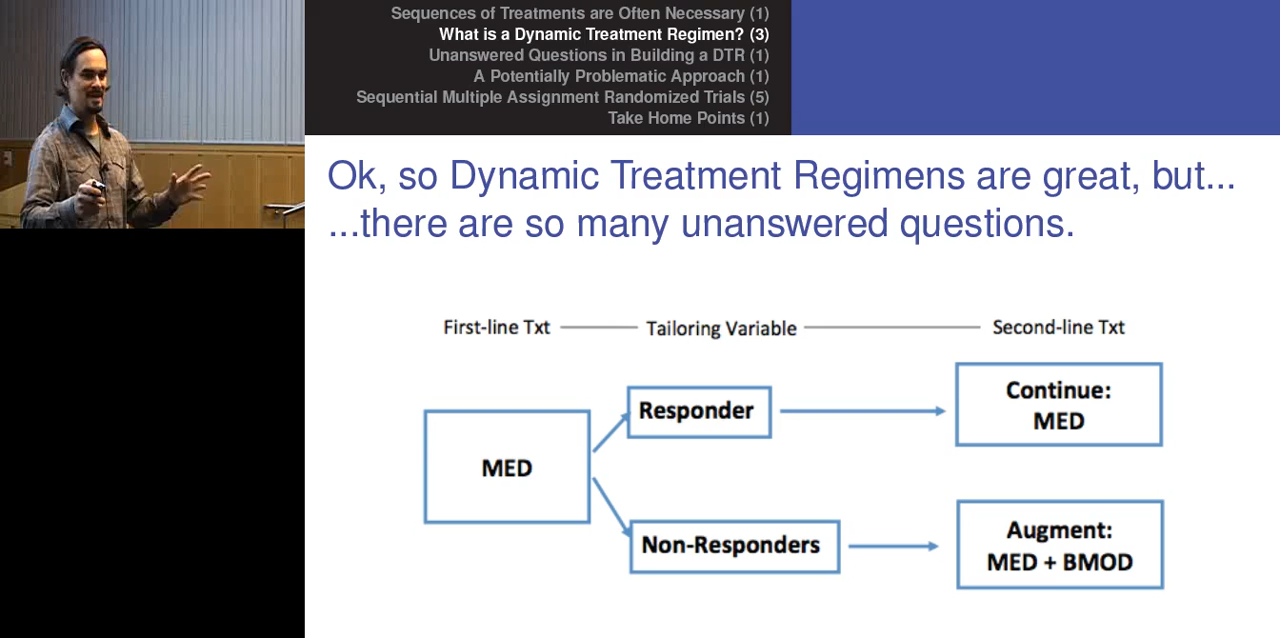 Sequences of Treatments are Often Necessary (1)
What is a Dynamic Treatment Regimen? (3)
Unanswered Questions in Building a DTR (1)
A Potentially Problematic Approach (1)
Sequential Multiple Assignment Randomized Trials (5)
Take Home Points (1)
Ok, so Dynamic Treatment Regimens are great, but...
...there are so many unanswered questions.
First-line Txt
Tailoring Variable
Second-line Txt
MED
Responder
Continue:
MED
Non-Responders
Augment:
MED + BMOD